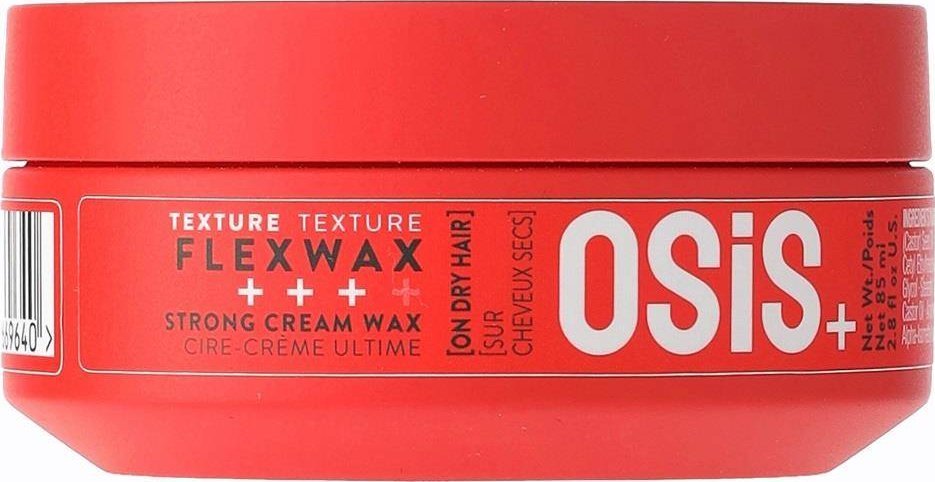 69640
TEXTURE TEXTURE
FLEXWAX
++++
STRONG CREAM WAX
CIRE-CRÈME ULTIME
[ON DRY HAIR]
[SUR
CHEVEUX SECS]
OSiS+
Net Wt./Poids
Net 85 ml
2.8 fl oz U.S.